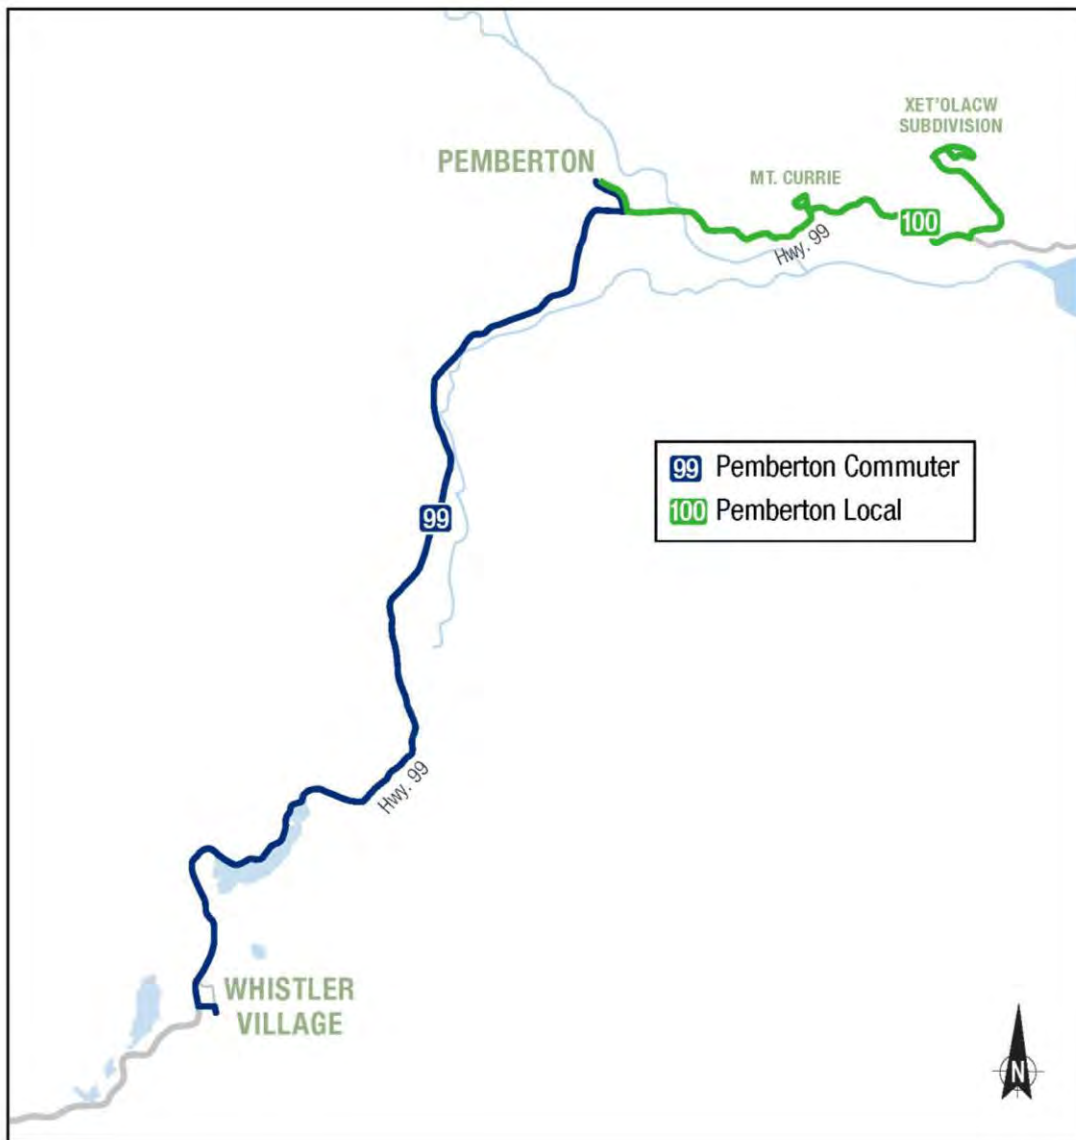 XET'OLACW
SUBDIVISION
PEMBERTON
MT. CURRIE
100
Hwy. 99
99 Pemberton Commuter
100 Pemberton Local
99
Hwy. 99
WHISTLER
VILLAGE
N